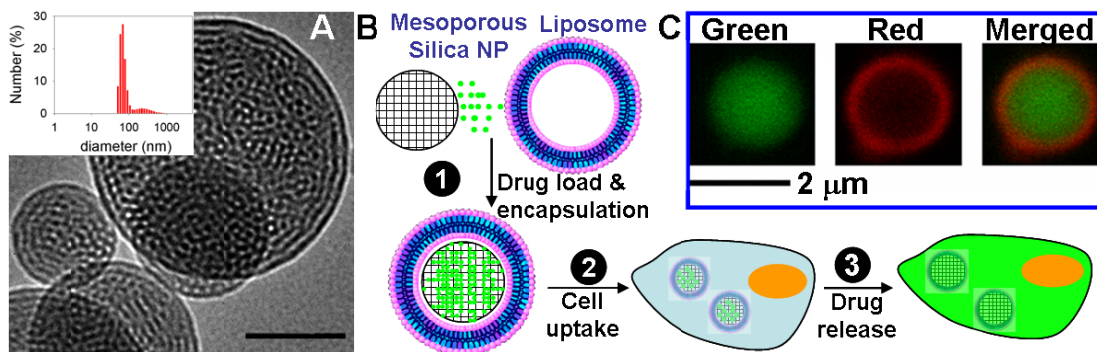 A
Number (%)
30
20
10
0
1
10
100
1000
diameter (nm)
B
Mesoporous
Silica NP
Liposome
1
Drug load &
encapsulation
2
Cell
uptake
3
Drug
release
C
Green
Red
Merged
2 μm